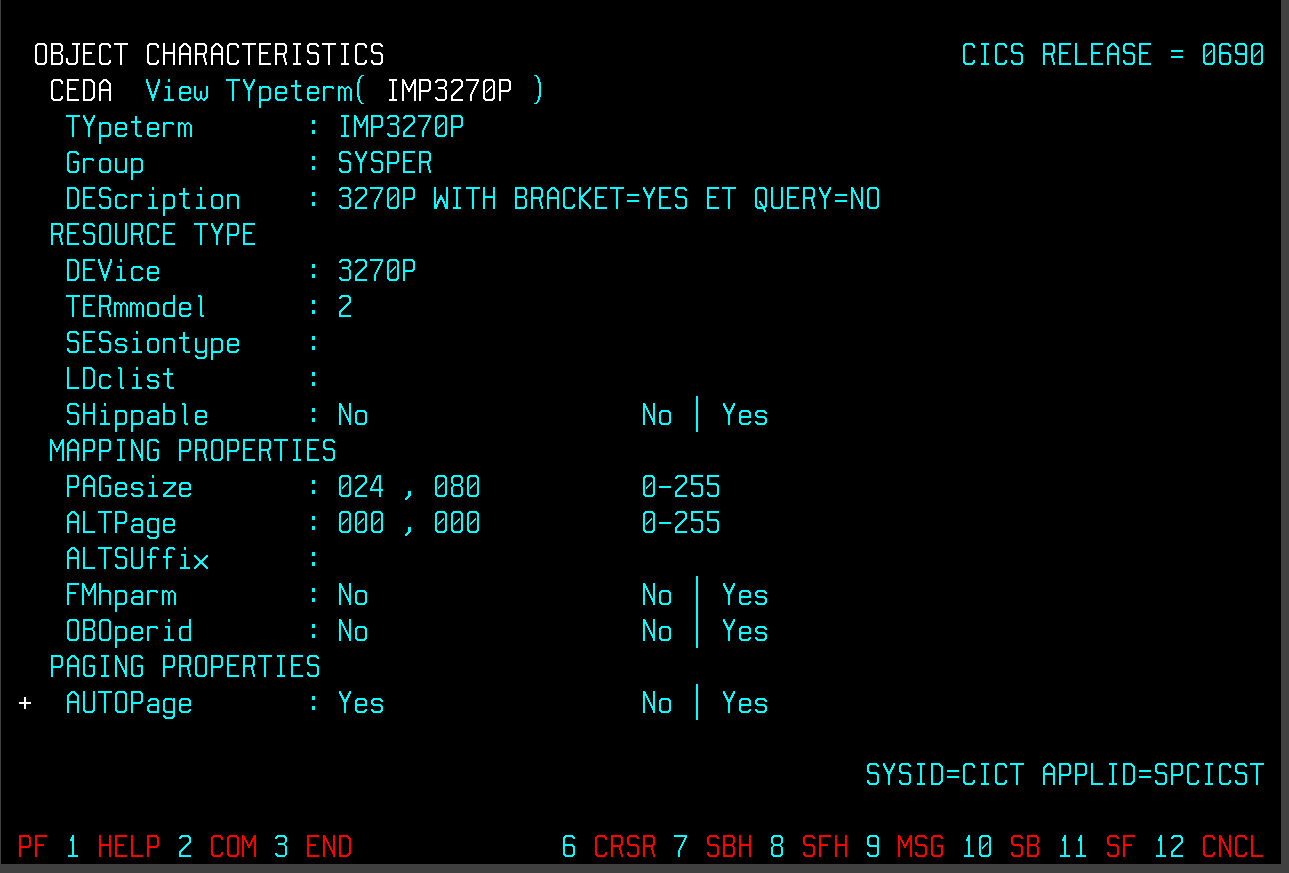 OBJECT CHARACTERISTICS                                    CICS RELEASE = 0690
 CEDA  View TYpeterm( IMP3270P )
  TYpeterm       : IMP3270P
  Group          : SYSPER
  DEScription    : 3270P WITH BRACKET=YES ET QUERY=NO
 RESOURCE TYPE
  DEVice         : 3270P
  TERmmodel      : 2
  SESsiontype    :
  LDclist        :
  SHippable      : No                 No | Yes
 MAPPING PROPERTIES
  PAGesize       : 024 , 080          0-255
  ALTPage        : 000 , 000          0-255
  ALTSUffix      :
  FMhparm        : No                 No | Yes
  OBOperid       : No                 No | Yes
 PAGING PROPERTIES
+ AUTOPage       : Yes                No | Yes
SYSID=CICT APPLID=SPCICST
PF 1 HELP 2 COM 3 END             6 CRSR 7 SBH 8 SFH 9 MSG 10 SB 11 SF 12 CNCL